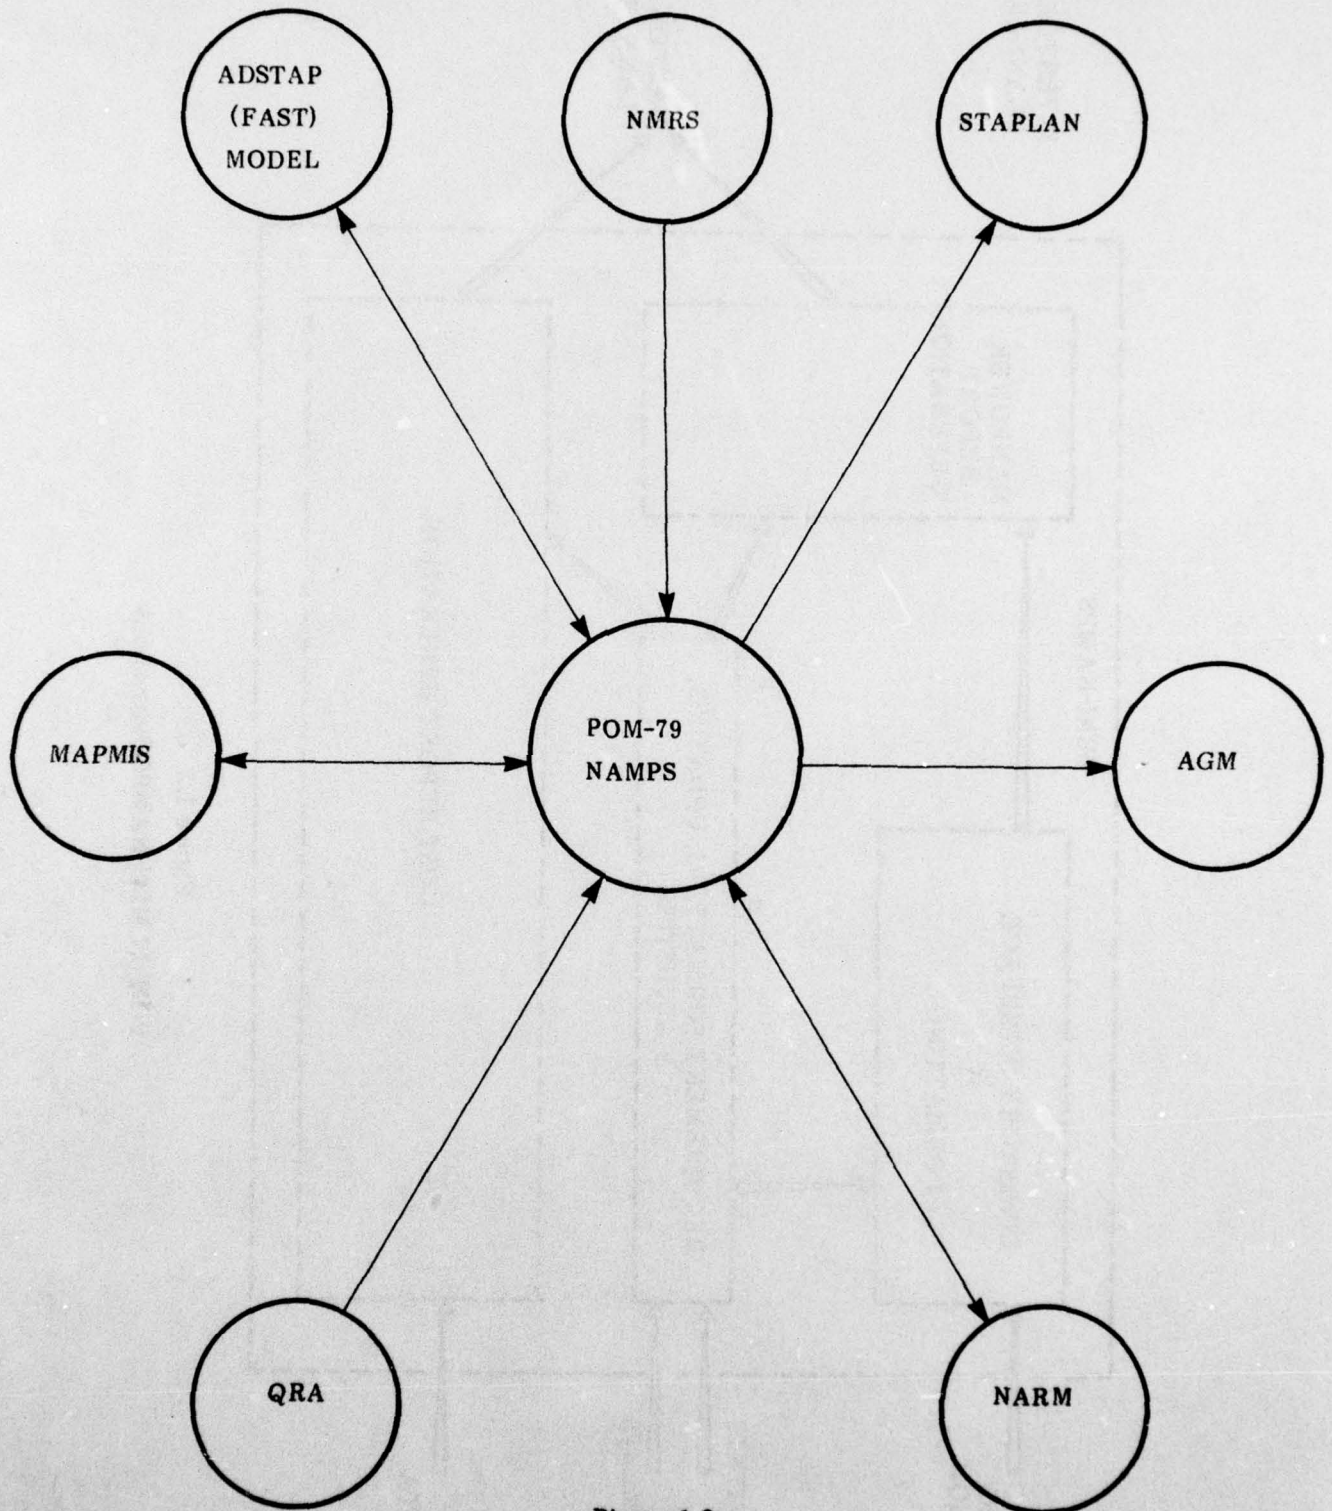 ADSTAP
(FAST)
MODEL
NMRS
STAPLAN
MAPMIS
POM-79
NAMPS
AGM
QRA
NARM